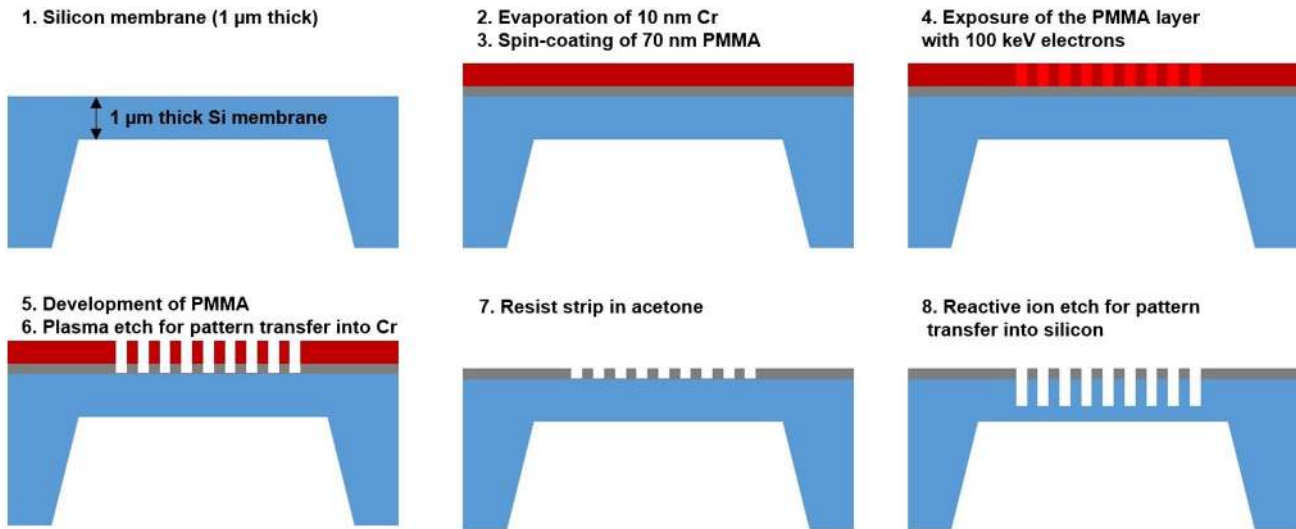 1. Silicon membrane (1 µm thick)
1 µm thick Si membrane
2. Evaporation of 10 nm Cr
3. Spin-coating of 70 nm PMMA
4. Exposure of the PMMA layer
with 100 keV electrons
5. Development of PMMA
6. Plasma etch for pattern transfer into Cr
7. Resist strip in acetone
8. Reactive ion etch for pattern
transfer into silicon